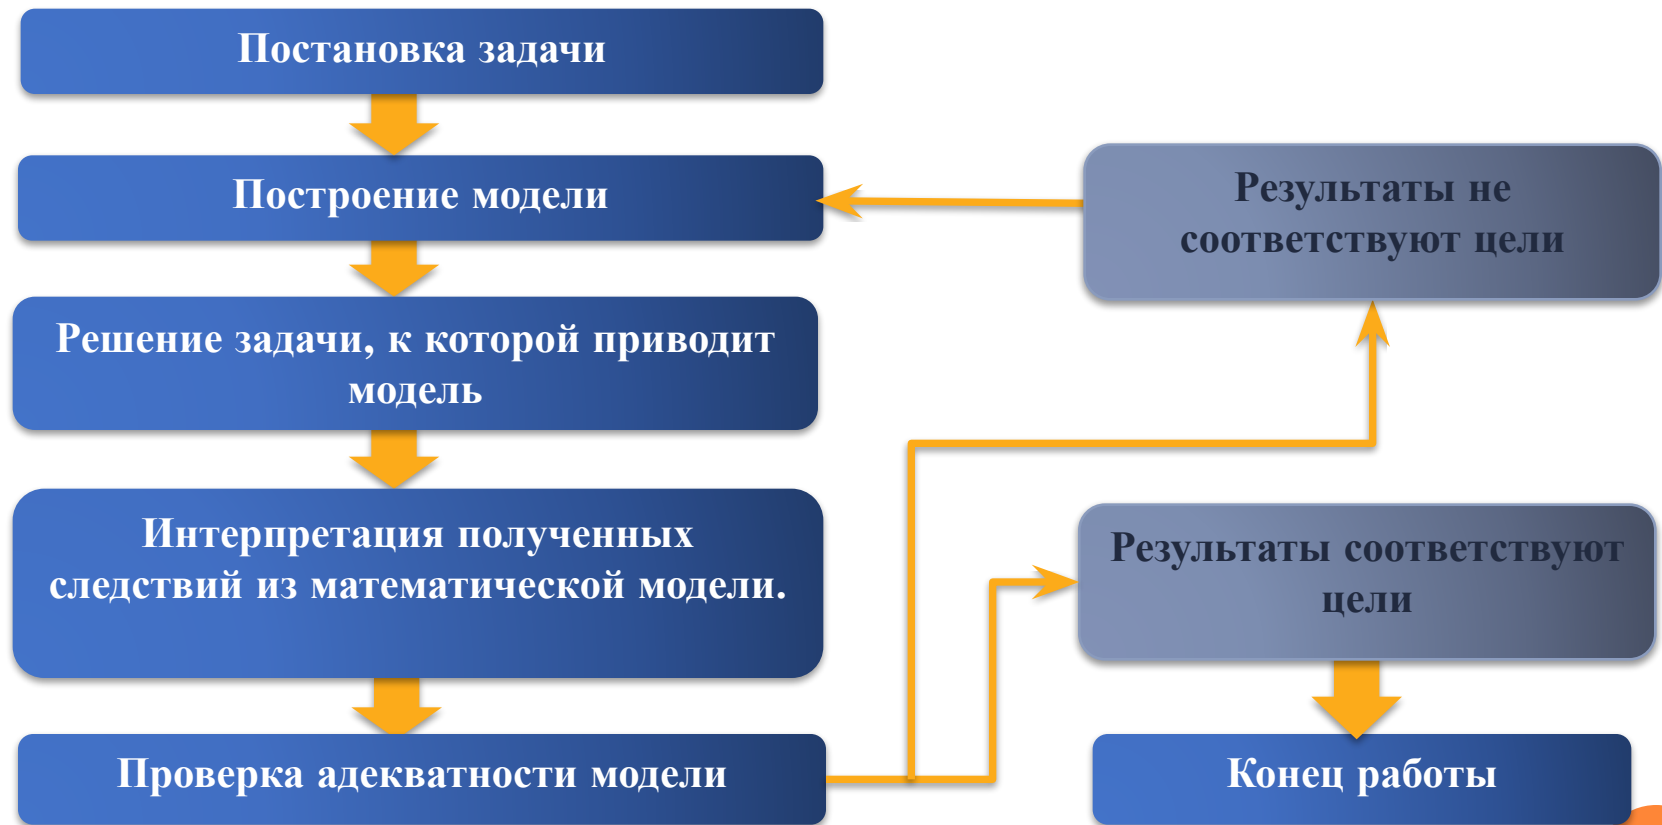 Постановка задачи
Построение модели
Решение задачи, к которой приводит
модель
Интерпретация полученных
следствий из математической модели.
Проверка адекватности модели
Результаты не
соответствуют цели
Результаты соответствуют
цели
Конец работы